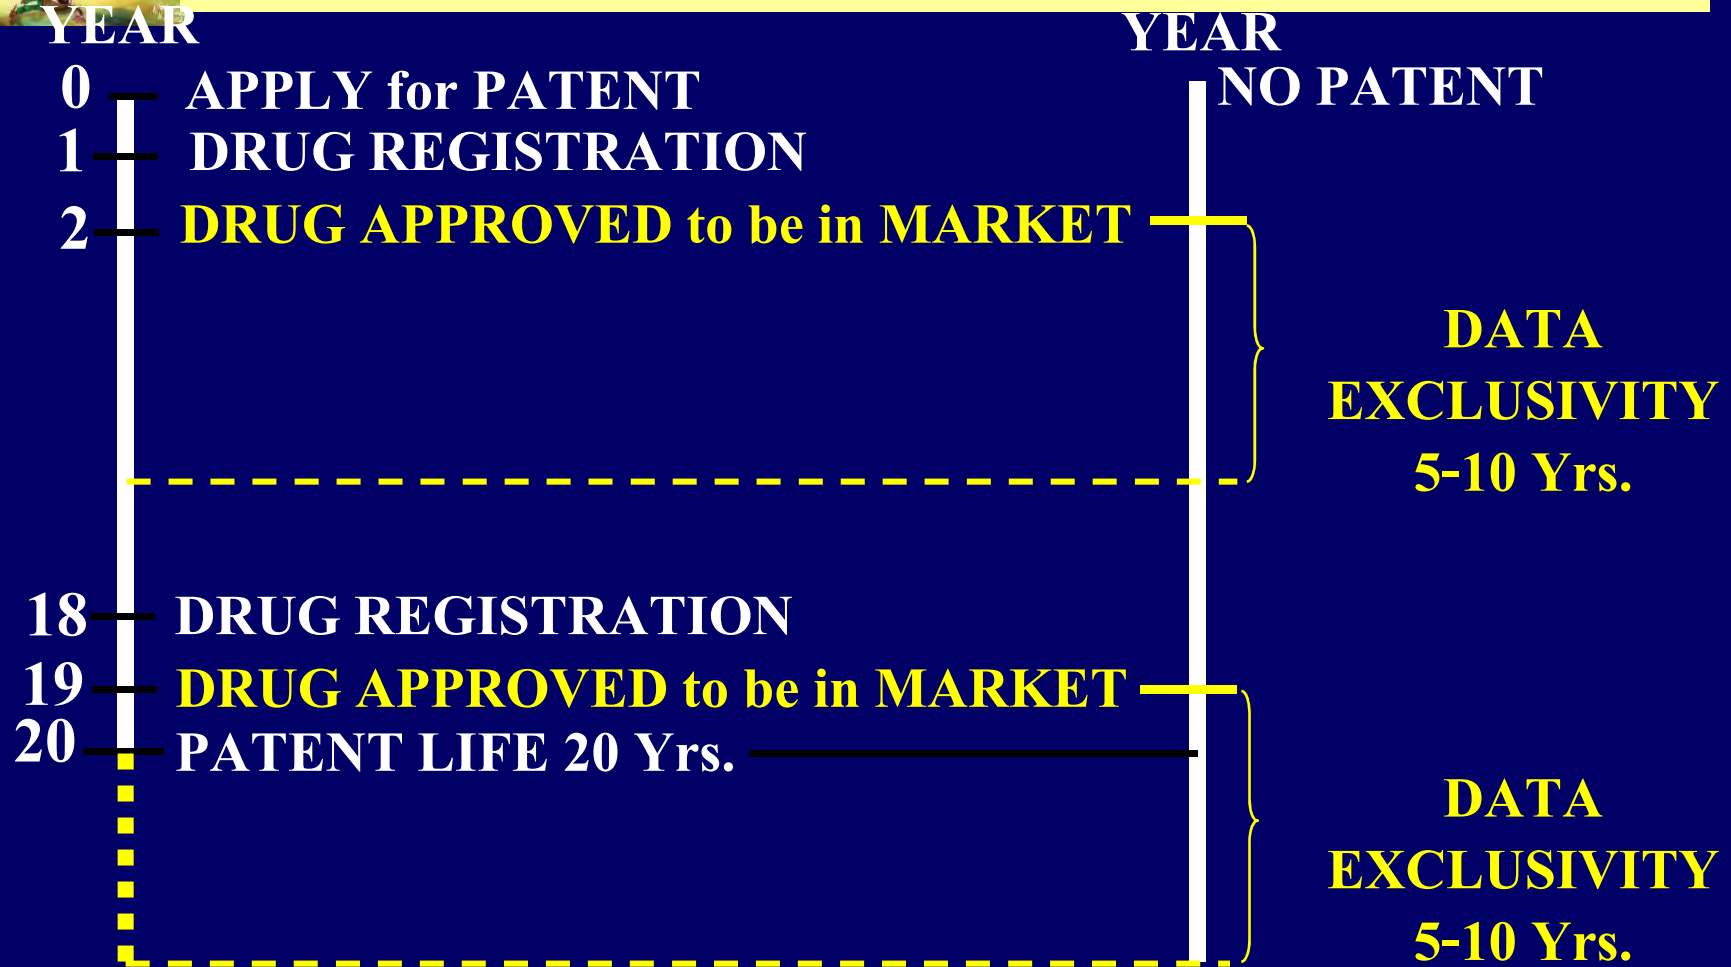 YEAR
YEAR
0 APPLY for PATENT
NO PATENT
1 DRUG REGISTRATION
2 DRUG APPROVED to be in MARKET
DATA
EXCLUSIVITY
5-10 Yrs.
18 DRUG REGISTRATION
19 DRUG APPROVED to be in MARKET
20 PATENT LIFE 20 Yrs.
DATA
EXCLUSIVITY
5-10 Yrs.